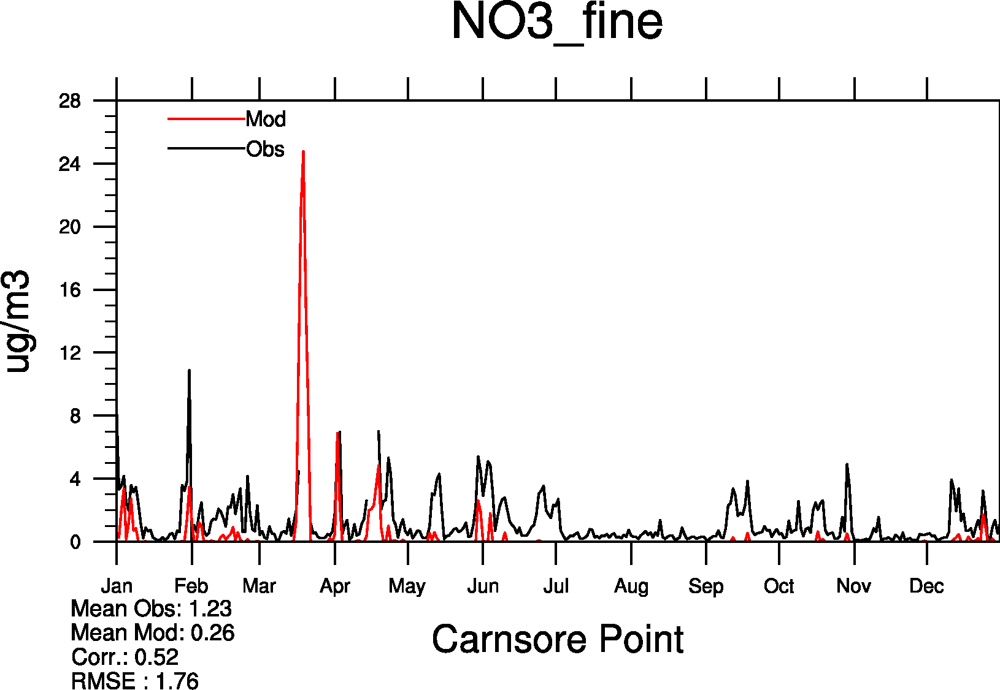 NO3_fine
28
Mod
Obs
24
20
16
12
8
4
0
ug/m3
Jan Feb Mar Apr May Jun Jul Aug Sep Oct Nov Dec
Mean Obs: 1.23
Mean Mod: 0.26
Corr.: 0.52
RMSE : 1.76
Carnsore Point